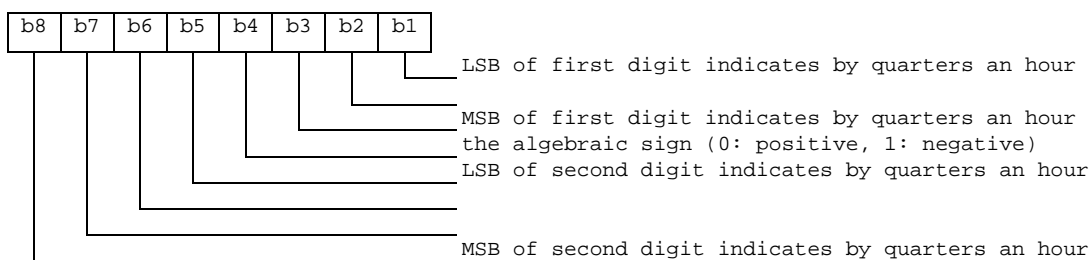 b8 b7 b6 b5 b4 b3 b2 b1
LSB of first digit indicates by quarters an hour
MSB of first digit indicates by quarters an hour
the algebraic sign (0: positive, 1: negative)
LSB of second digit indicates by quarters an hour
MSB of second digit indicates by quarters an hour